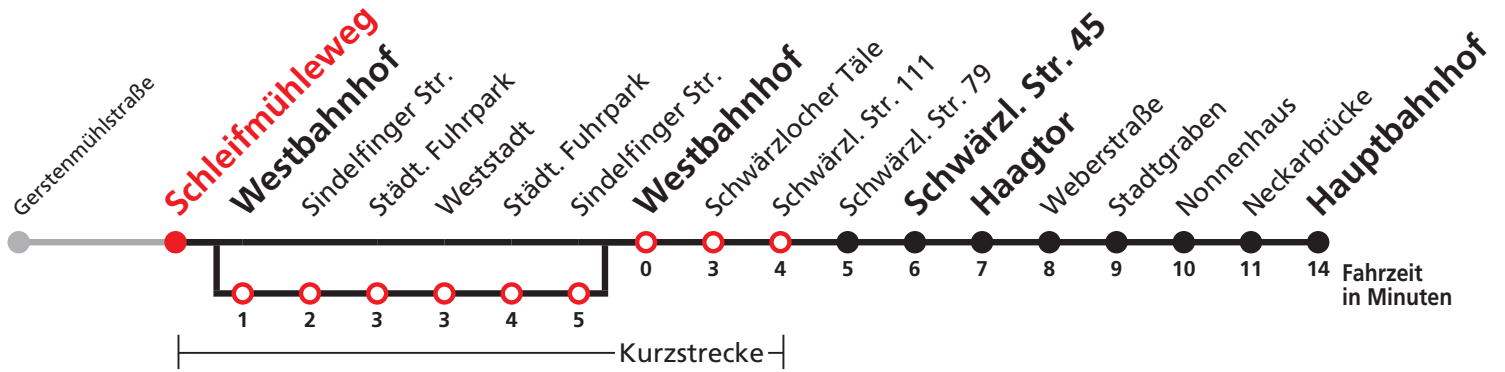 Gerstenmühlstraße
Schleifmühleweg
Westbahnhof
Sindelfinger Str.
Städt. Fuhrpark
Weststadt
Städt. Fuhrpark
Sindelfinger Str.
Westbahnhof
Schwärzlocher Täle
Schwärzl. Str. 111
Schwärzl. Str. 79
Schwärzl. Str. 45
Haagtor
Weberstraße
Stadtgraben
Nonnenhaus
Neckarbrücke
Hauptbahnhof
0 3 4 5 6 7 8 9 10 11 14 Fahrzeit
in Minuten
1 2 3 3 4 5
Kurzstrecke